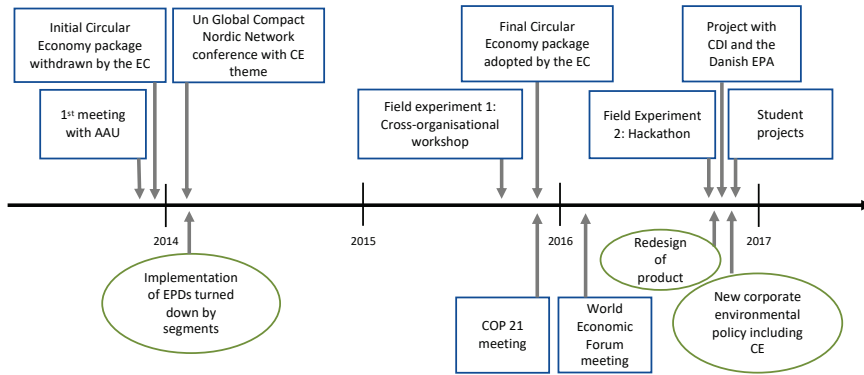 Initial Circular
Economy package
withdrawn by the EC
Un Global Compact
Nordic Network
conference with CE
theme
Final Circular
Economy package
adopted by the EC
Project with
CDI and the
Danish EPA
1st meeting
with AAU
Field experiment 1:
Cross-organisational
workshop
Field Experiment
2: Hackathon
Student
projects
2014
2015
2016
2017
Implementation
of EPDs turned
down by
segments
Redesign
of
product
COP 21
meeting
World
Economic
Forum
meeting
New corporate
environmental
policy including
CE